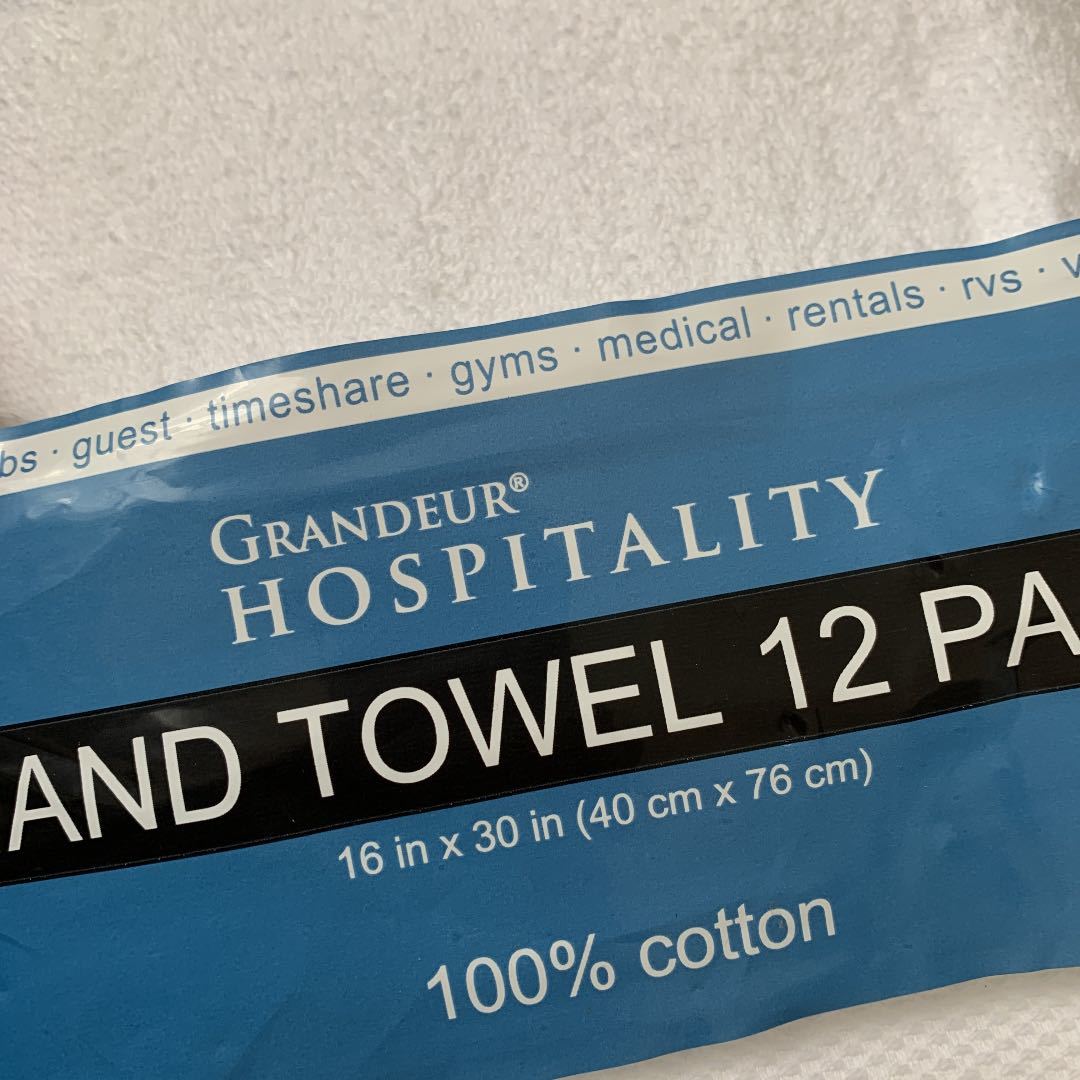 bs · guest · timeshare · gyms · medical · rentals · rvs · v
GRANDEUR®
HOSPITALITY
AND TOWEL 12 PA
16 in x 30 in (40 cm x 76 cm)
100% cotton